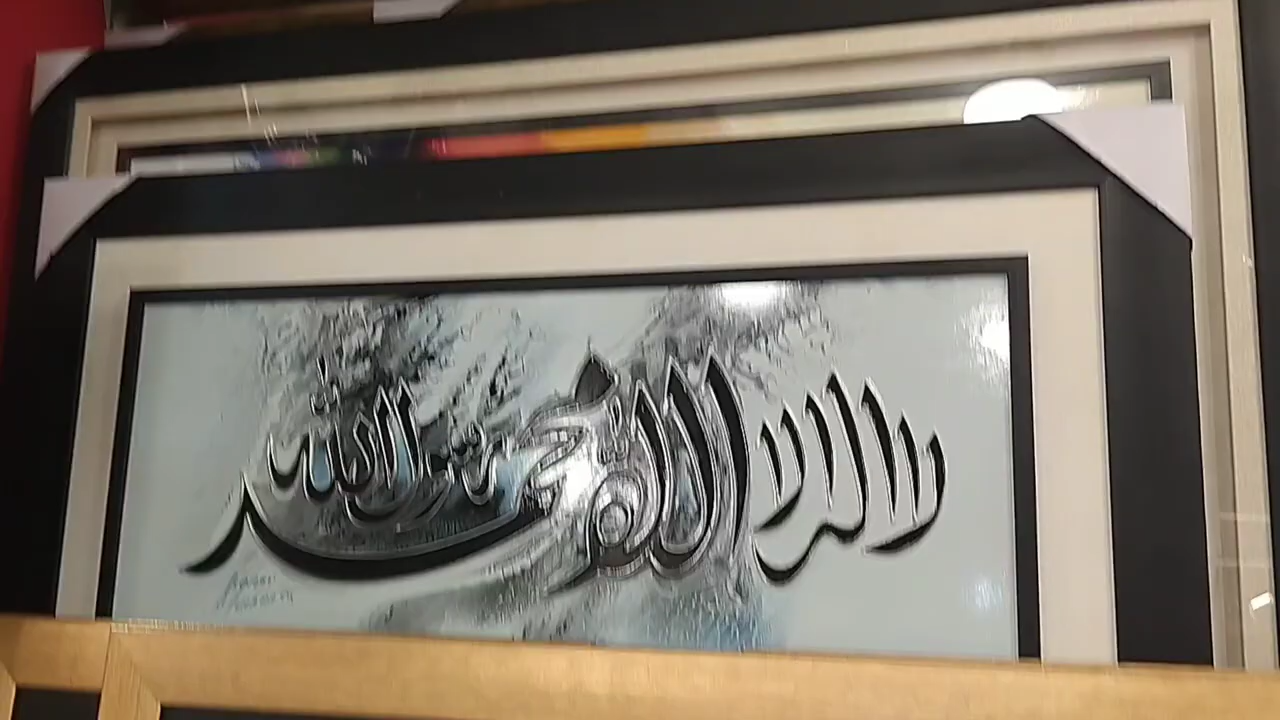 لا اله الا الله محمد رسول الله